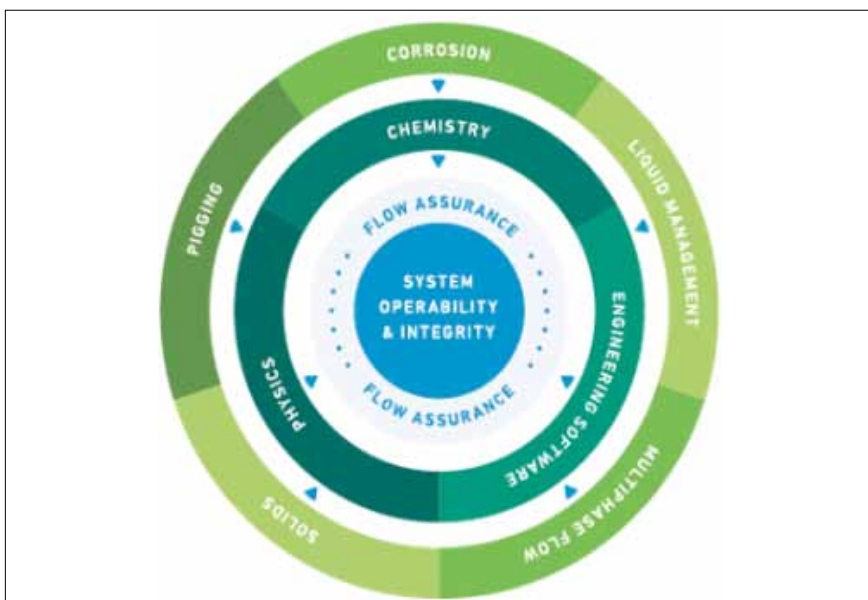 CORROSION
LIQUID MANAGEMENT
MULTIPHASE FLOW
SOLIDS
PIGGING
CHEMISTRY
ENGINEERING SOFTWARE
PHYSICS
FLOW ASSURANCE
SYSTEM
OPERABILITY
& INTEGRITY
FLOW ASSURANCE